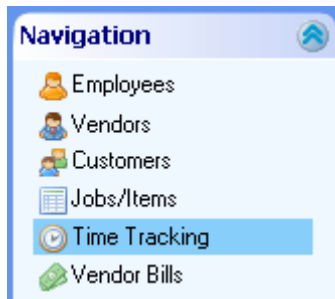 Navigation
Employees
Vendors
Customers
Jobs/Items
Time Tracking
Vendor Bills